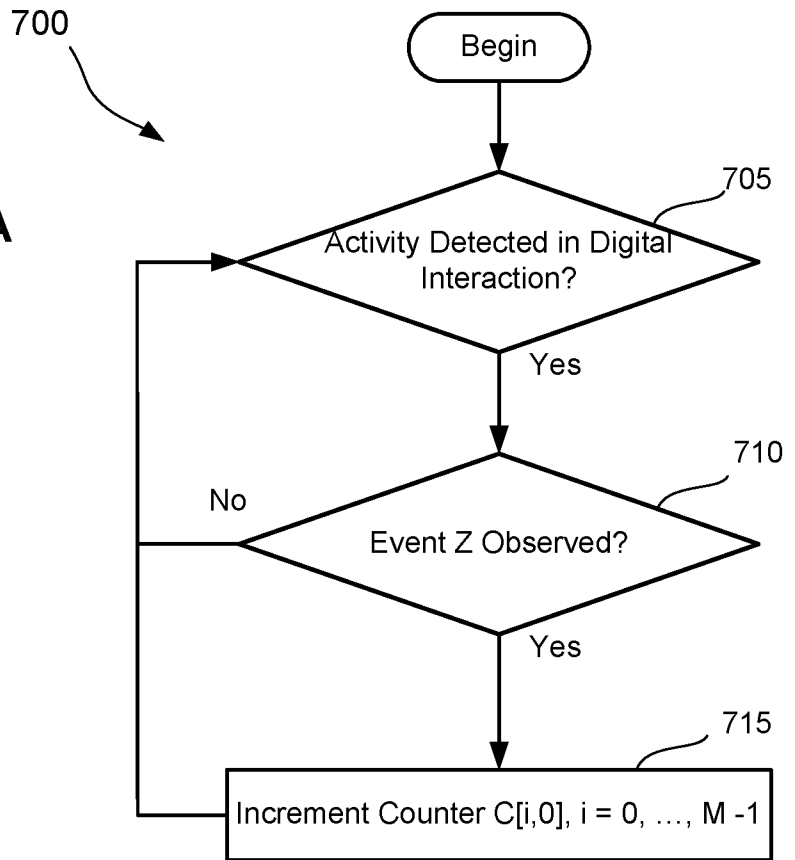 700
Begin
705
A
Activity Detected in Digital
Interaction?
Yes
710
No
Event Z Observed?
Yes
715
Increment Counter C[i,0], i = 0, ..., M -1